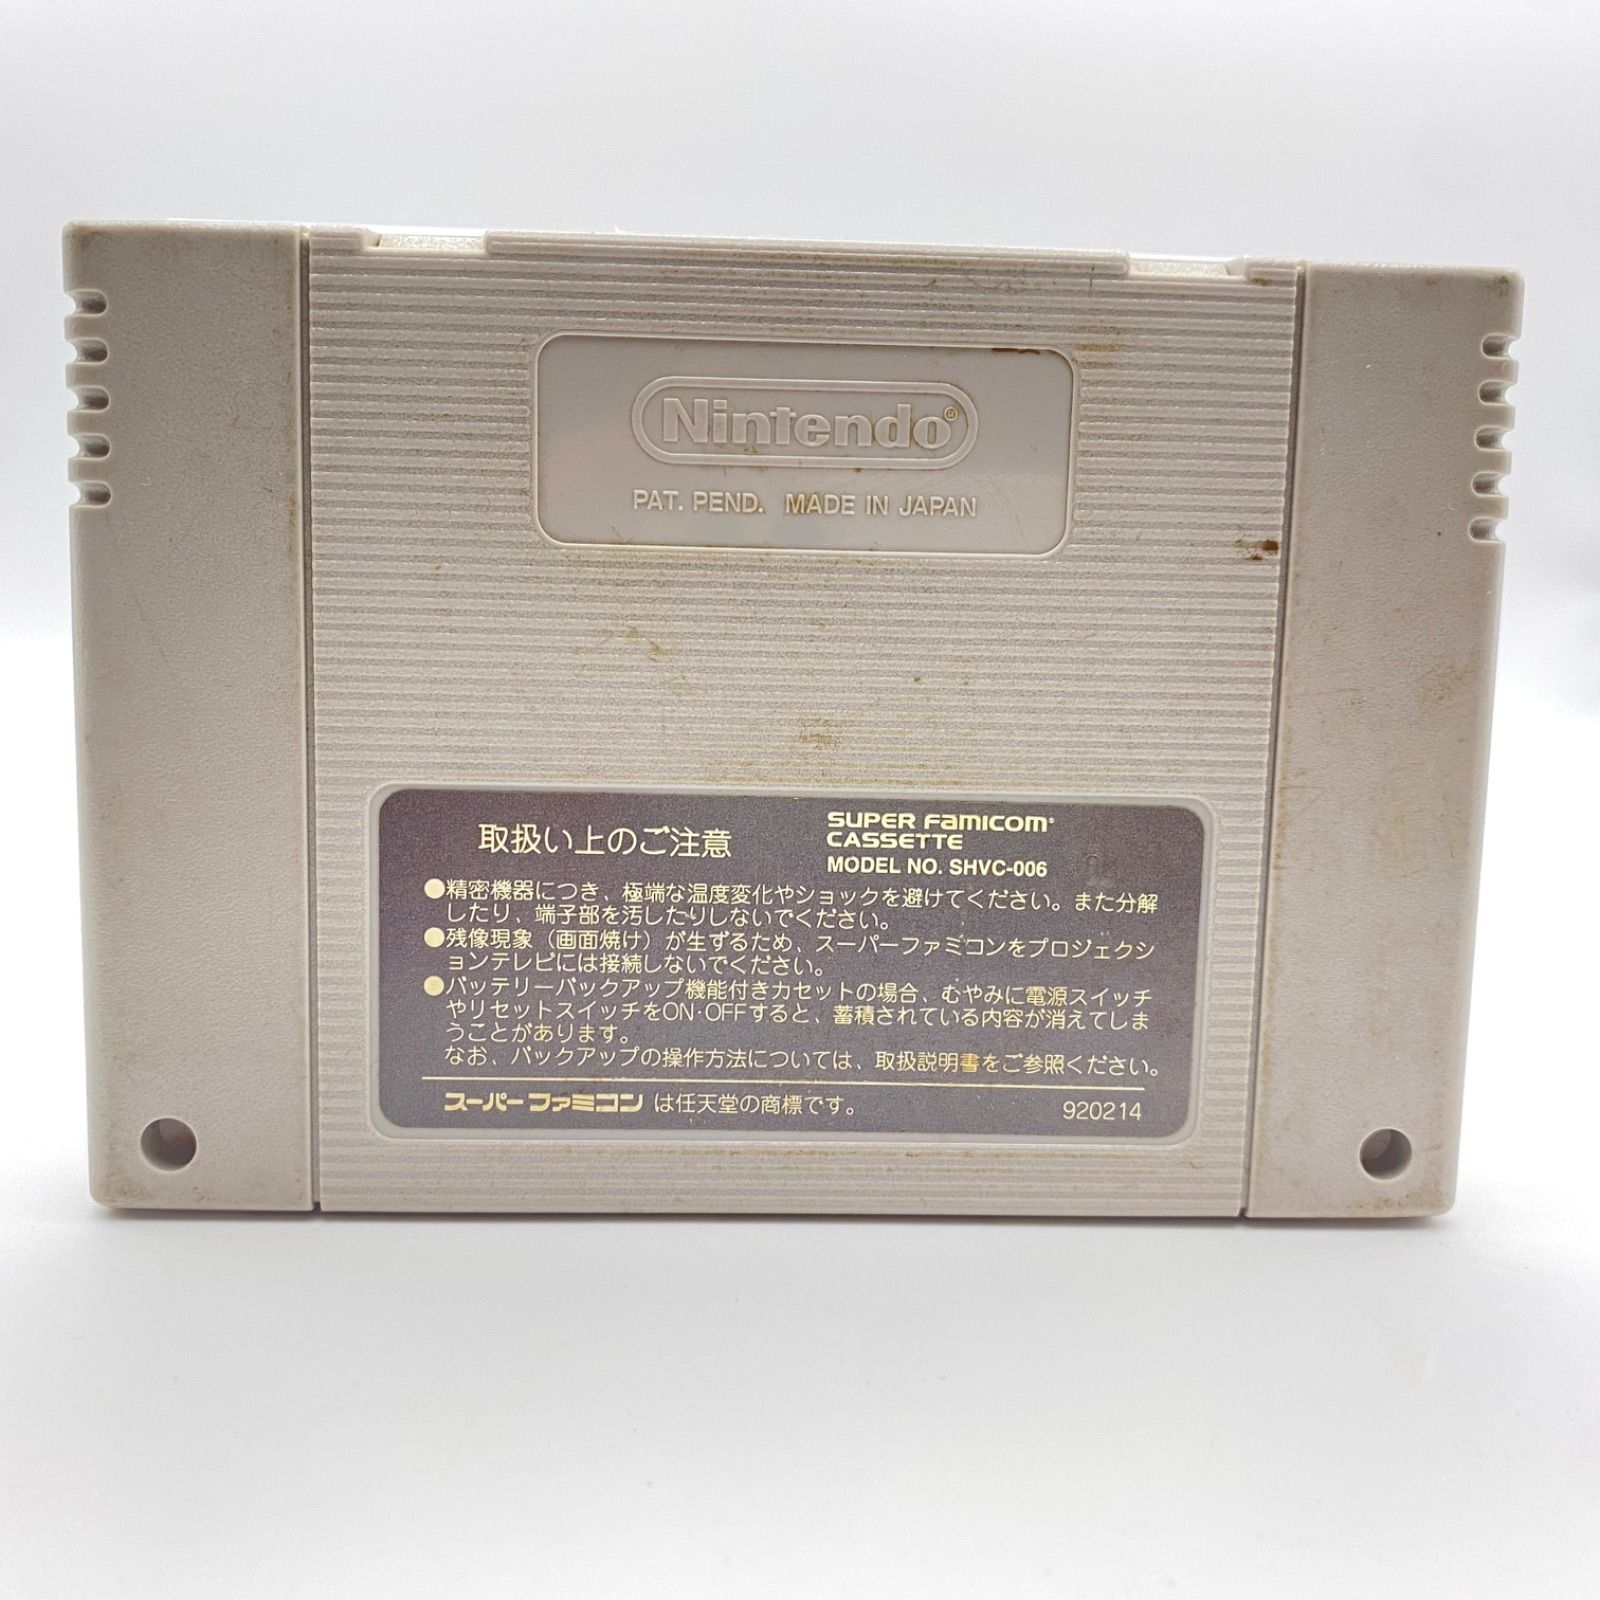 Nintendo®
PAT. PEND. MADE IN JAPAN
取扱い上のご注意
SUPER FAMICOM®
CASSETTE
MODEL NO. SHVC-006
●精密機器につき、極端な温度変化やショックを避けてください。また分解
したり、端子部を汚したりしないでください。
●残像現象（画面焼け）が生ずるため、スーパーファミコンをプロジェクシ
ョンテレビには接続しないでください。
●バッテリーバックアップ機能付きカセットの場合、むやみに電源スイッチ
やリセットスイッチをON・OFFすると、蓄積されている内容が消えてしま
うことがあります。
なお、バックアップの操作方法については、取扱説明書をご参照ください。
スーパーファミコン は任天堂の商標です。
920214